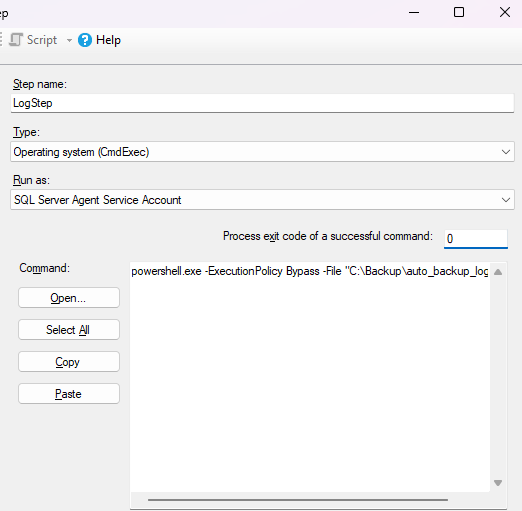 ep
Script Help
Step name:
LogStep
Type:
Operating system (CmdExec)
Run as:
SQL Server Agent Service Account
Process exit code of a successful command: 0
Command:
powershell.exe -ExecutionPolicy Bypass -File "C:\Backup\auto_backup_log
Open...
Select All
Copy
Paste